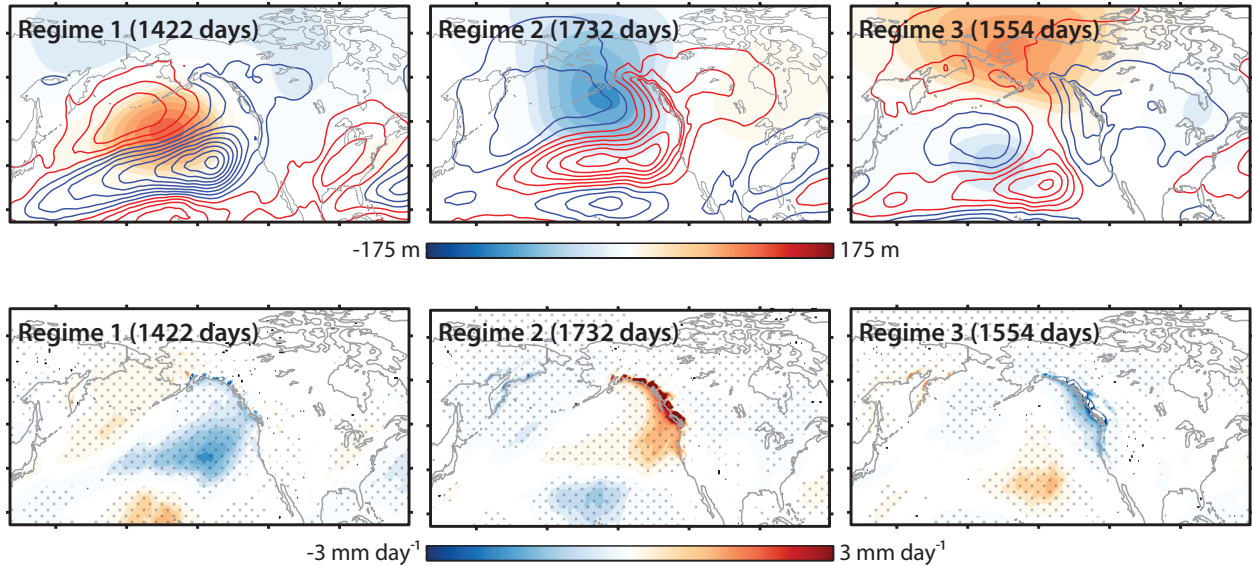 Regime 1 (1422 days) Regime 2 (1732 days) Regime 3 (1554 days)
-175 m 175 m
Regime 1 (1422 days) Regime 2 (1732 days) Regime 3 (1554 days)
-3 mm day⁻¹ 3 mm day⁻¹